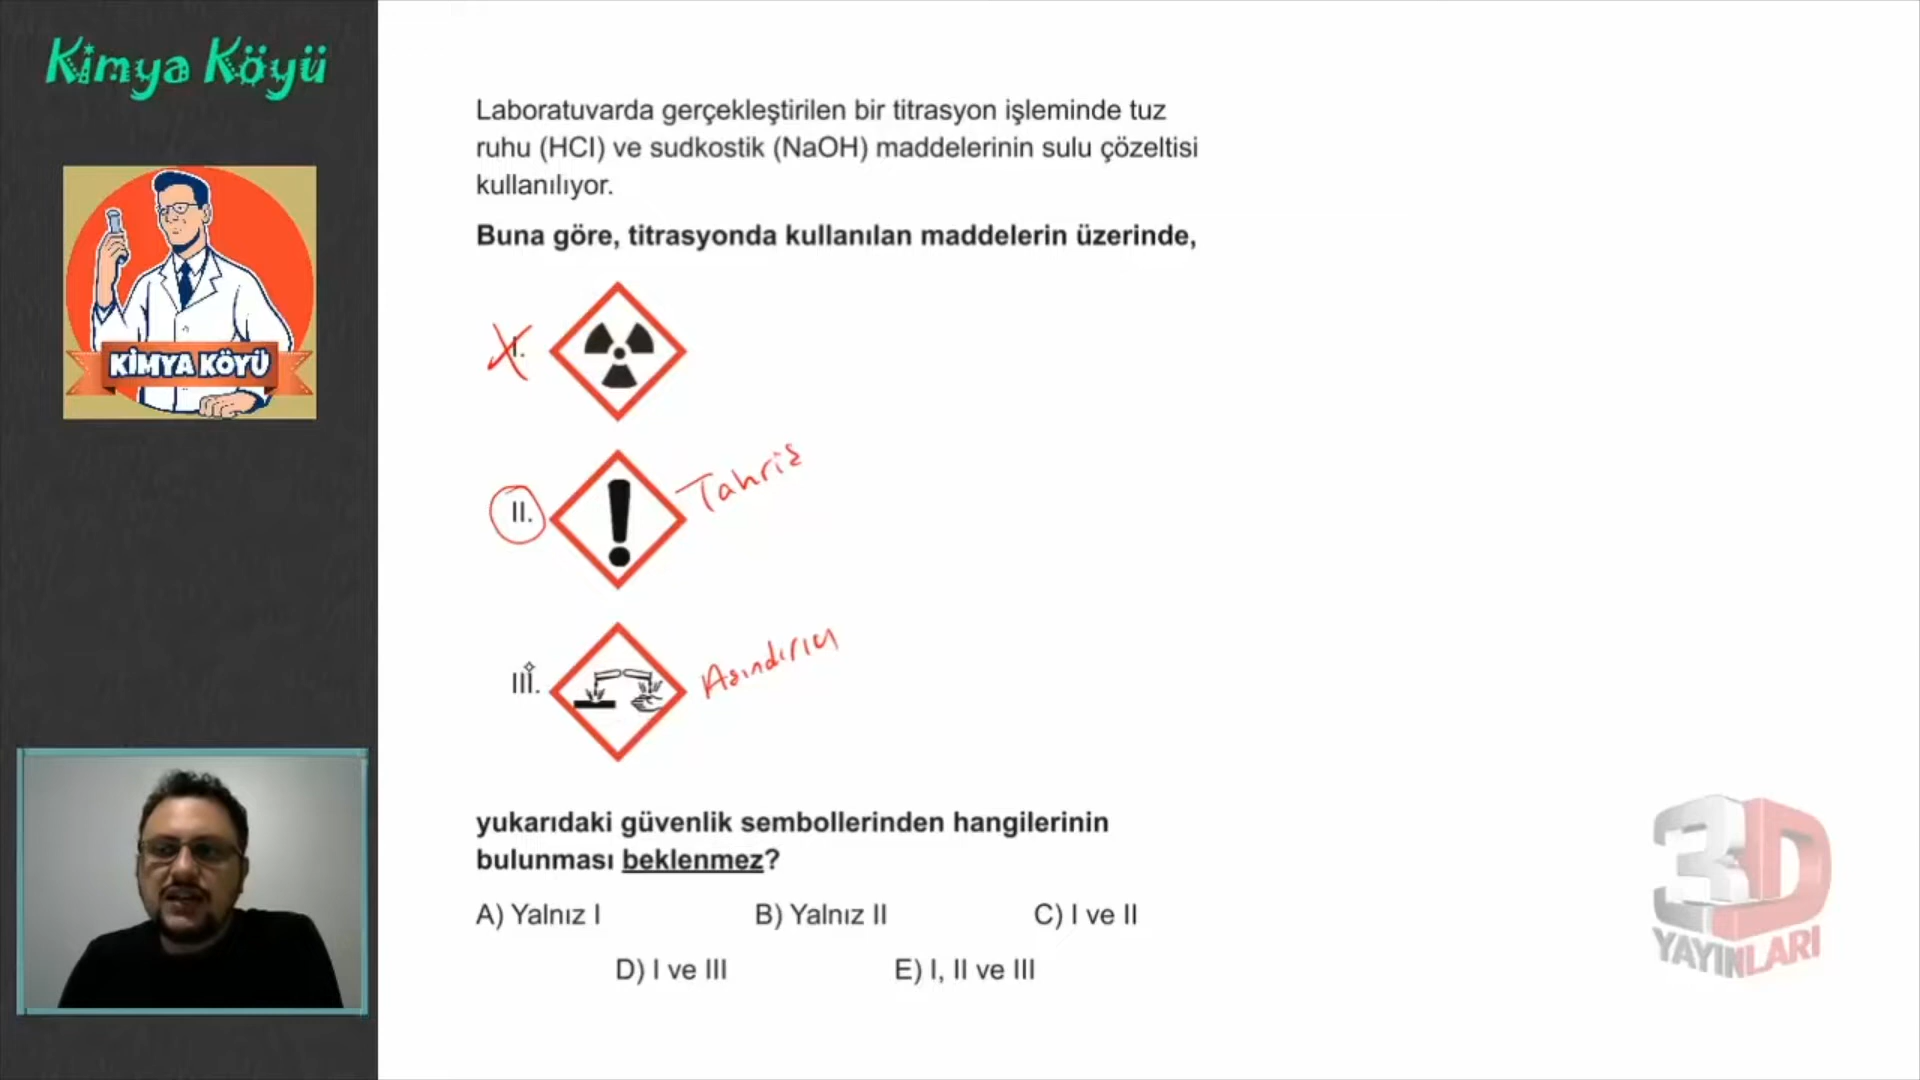 Kimya Köyü
KİMYA KÖYÜ
Laboratuvarda gerçekleştirilen bir titrasyon işleminde tuz
ruhu (HCl) ve sudkostik (NaOH) maddelerinin sulu çözeltisi
kullanılıyor.
Buna göre, titrasyonda kullanılan maddelerin üzerinde,
I.
II.
Tahriş
III.
Aşındırıcı
yukarıdaki güvenlik sembollerinden hangilerinin
bulunması beklenmez?
A) Yalnız I B) Yalnız II C) I ve II
D) I ve III E) I, II ve III
3D
YAYINLARI